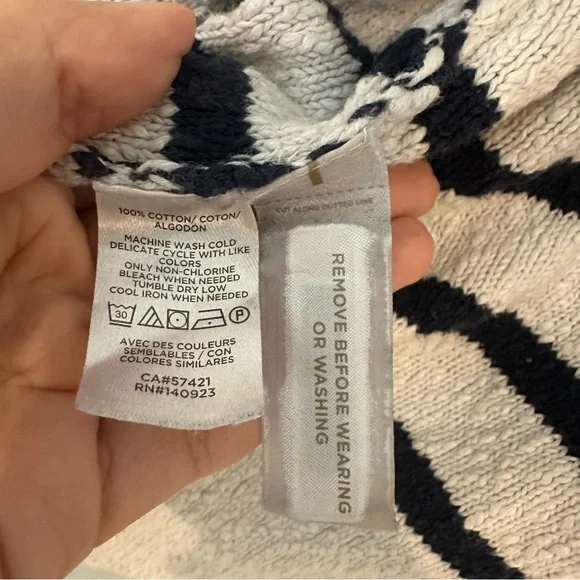 100% COTTON/ COTON/
ALGODÓN
MACHINE WASH COLD
DELICATE CYCLE WITH LIKE
COLORS
ONLY NON-CHLORINE
BLEACH WHEN NEEDED
TUMBLE DRY LOW
COOL IRON WHEN NEEDED
30 P
AVEC DES COULEURS
SEMBLABLES / CON
COLORES SIMILARES
CA#57421
RN#140923
CUT ALONG DOTTED LINE
REMOVE BEFORE WEARING
OR WASHING